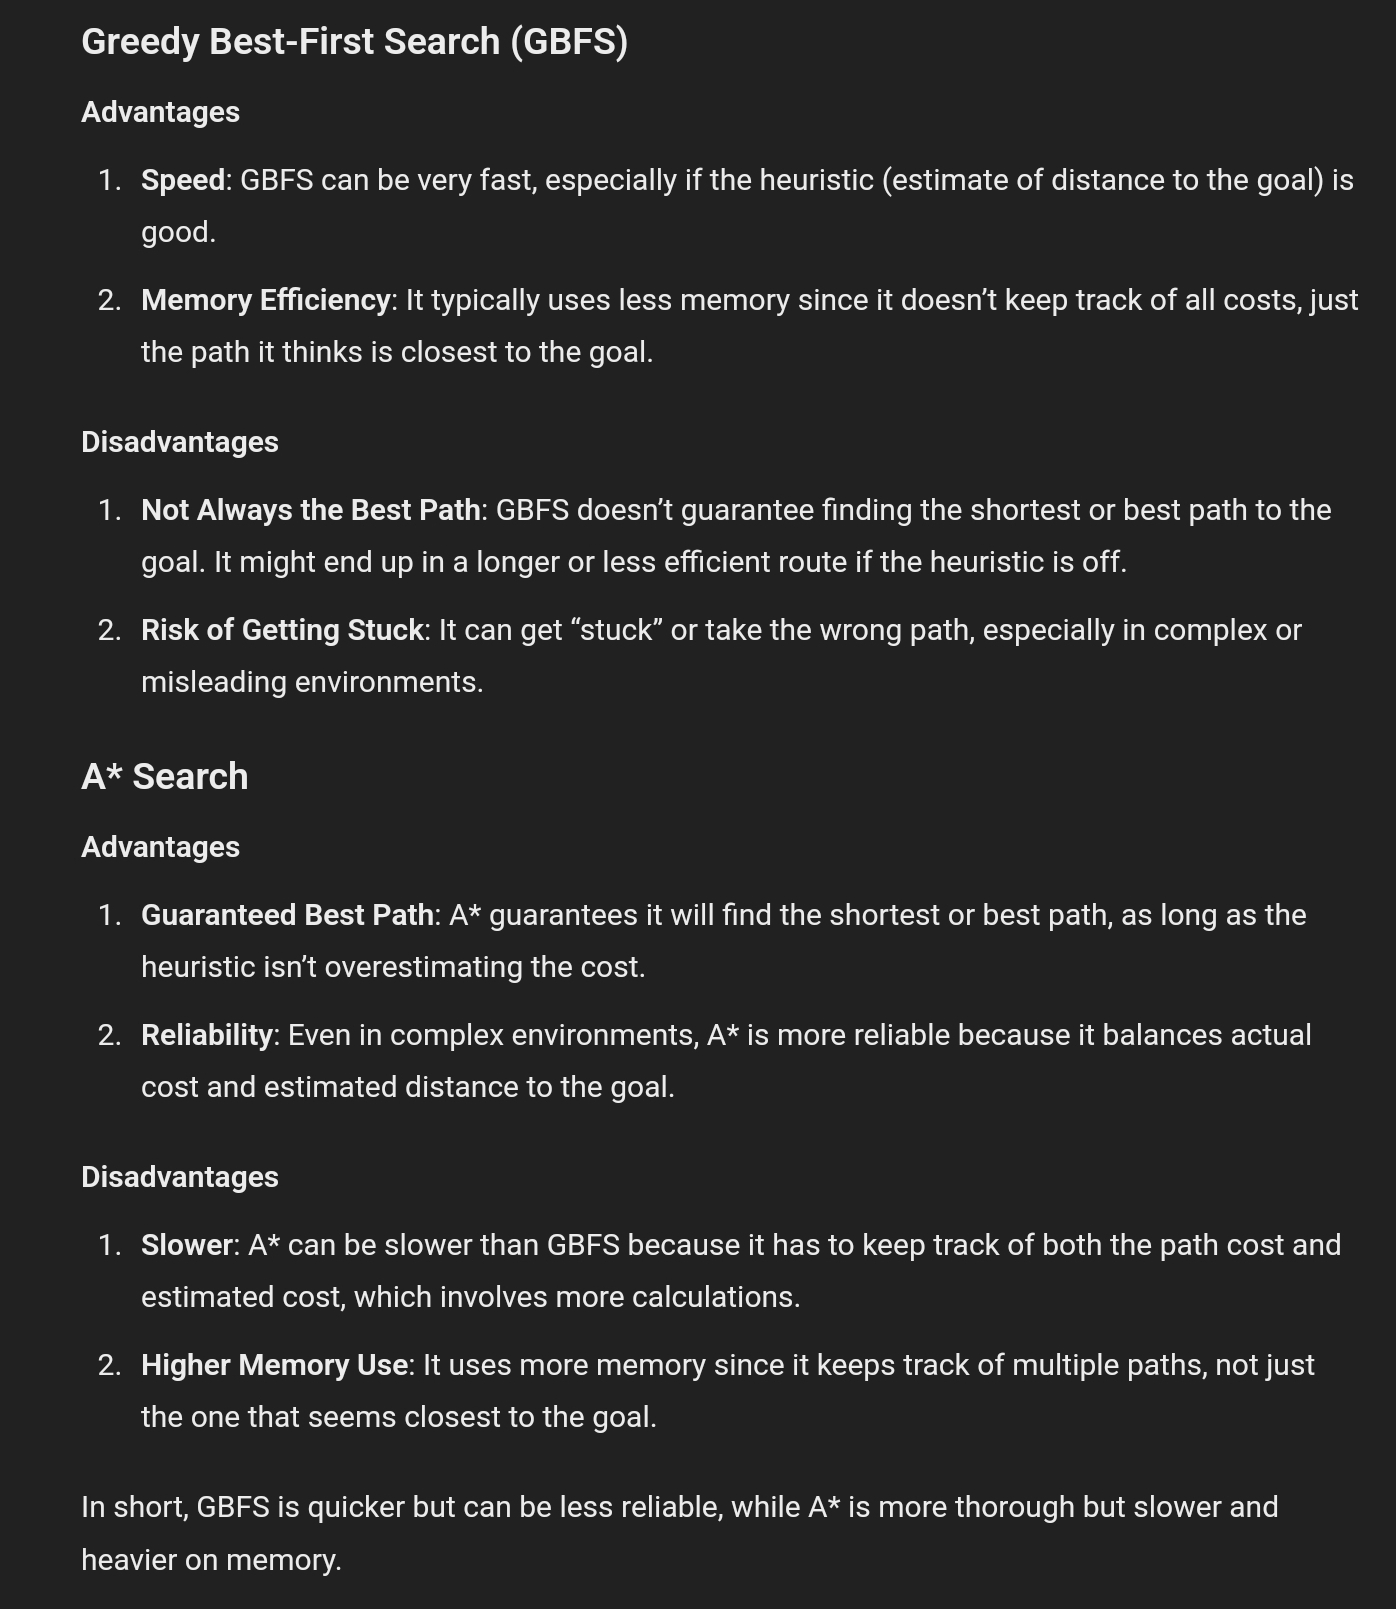 Greedy Best-First Search (GBFS)
Advantages
1. Speed: GBFS can be very fast, especially if the heuristic (estimate of distance to the goal) is
good.
2. Memory Efficiency: It typically uses less memory since it doesn’t keep track of all costs, just
the path it thinks is closest to the goal.
Disadvantages
1. Not Always the Best Path: GBFS doesn’t guarantee finding the shortest or best path to the
goal. It might end up in a longer or less efficient route if the heuristic is off.
2. Risk of Getting Stuck: It can get “stuck” or take the wrong path, especially in complex or
misleading environments.
A* Search
Advantages
1. Guaranteed Best Path: A* guarantees it will find the shortest or best path, as long as the
heuristic isn’t overestimating the cost.
2. Reliability: Even in complex environments, A* is more reliable because it balances actual
cost and estimated distance to the goal.
Disadvantages
1. Slower: A* can be slower than GBFS because it has to keep track of both the path cost and
estimated cost, which involves more calculations.
2. Higher Memory Use: It uses more memory since it keeps track of multiple paths, not just
the one that seems closest to the goal.
In short, GBFS is quicker but can be less reliable, while A* is more thorough but slower and
heavier on memory.